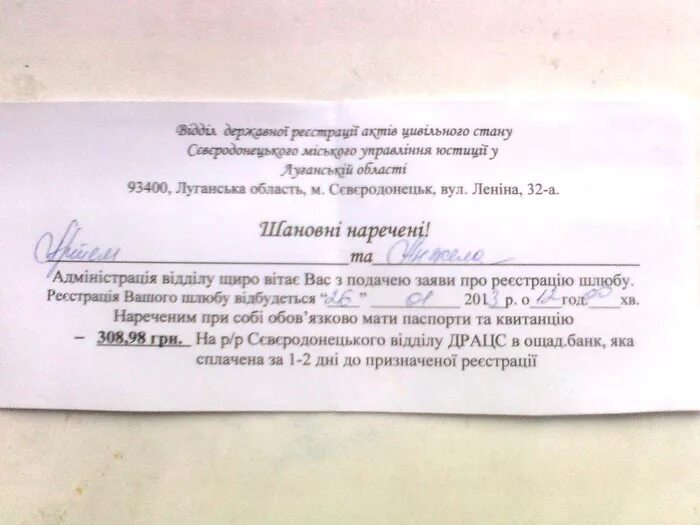 Відділ державної реєстрації актів цивільного стану
Сєвєродонецького міського управління юстиції у
Луганській області
93400, Луганська область, м. Сєвєродонецьк, вул. Леніна, 32-а.
Шановні наречені!
Артем та Анжела
Адміністрація відділу щиро вітає Вас з подачею заяви про реєстрацію шлюбу.
Реєстрація Вашого шлюбу відбудеться "26" 01 2013 р. о 12 год. 00 хв.
Нареченим при собі обов'язково мати паспорти та квитанцію
– 308,98 грн. На р/р Сєвєродонецького відділу ДРАЦС в ощад.банк, яка
сплачена за 1-2 дні до призначеної реєстрації